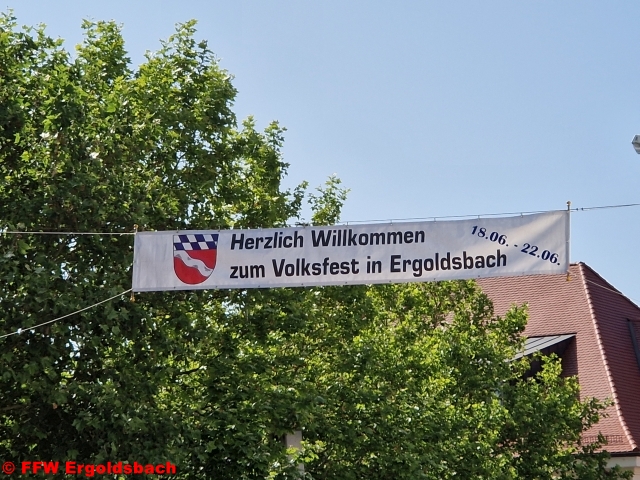 Herzlich Willkommen
zum Volksfest in Ergoldsbach
18.06. - 22.06.
© FFW Ergoldsbach